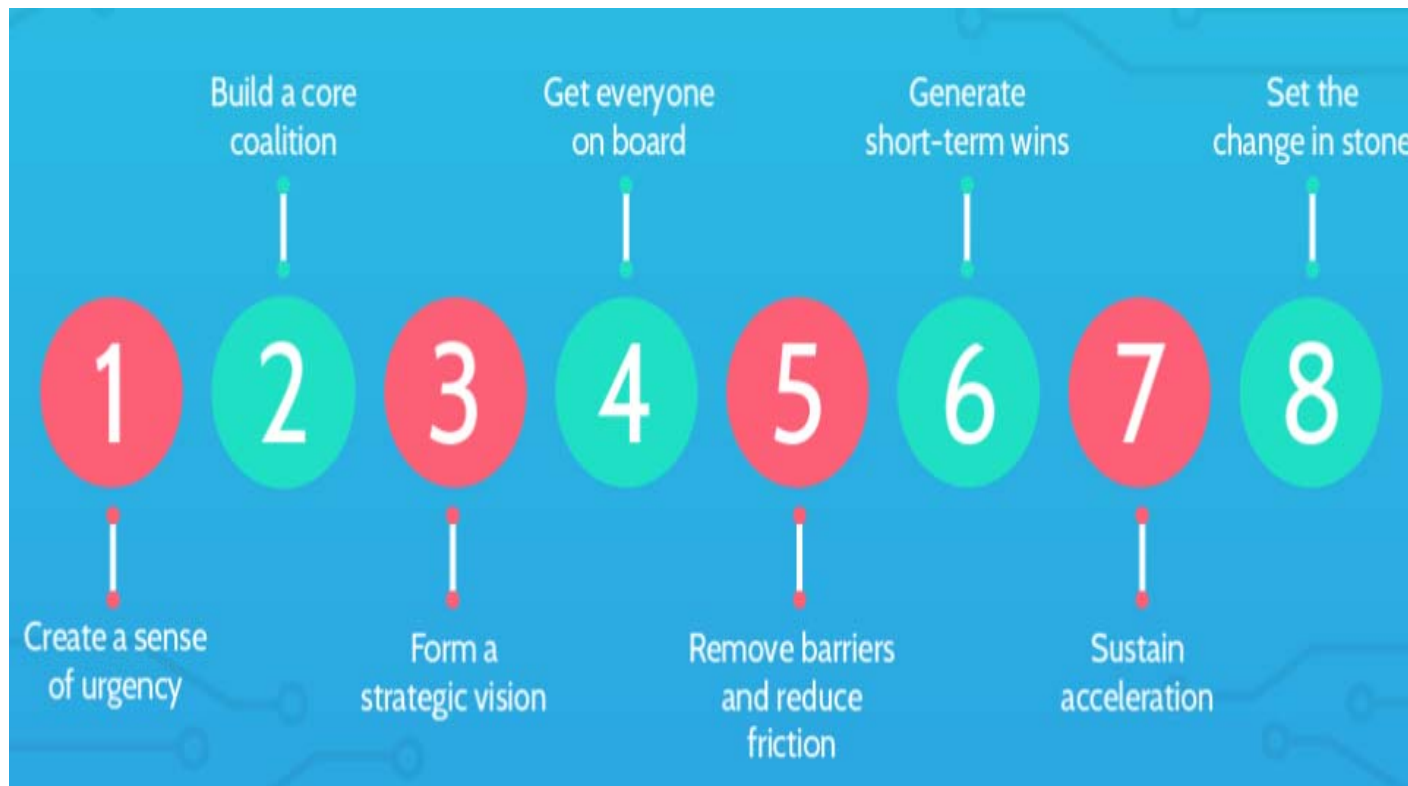 1
Create a sense
of urgency
2
Build a core
coalition
3
Form a
strategic vision
4
Get everyone
on board
5
Remove barriers
and reduce
friction
6
Generate
short-term wins
7
Sustain
acceleration
8
Set the
change in stone